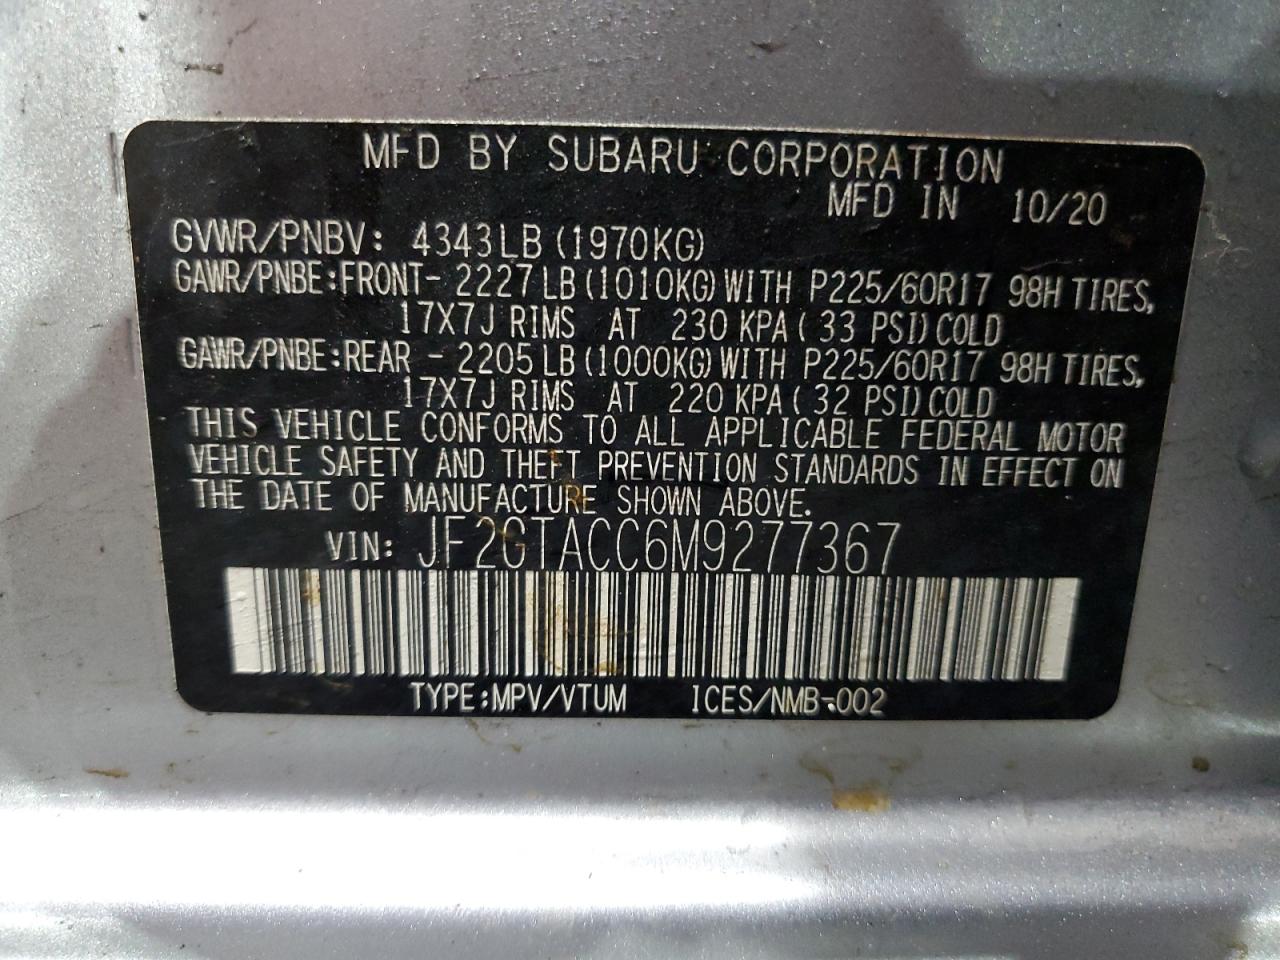 MFD BY SUBARU CORPORATION
MFD IN 10/20
GVWR/PNBV: 4343LB (1970KG)
GAWR/PNBE:FRONT- 2227LB(1010KG)WITH P225/60R17 98H TIRES,
17X7J RIMS AT 230 KPA(33 PSI)COLD
GAWR/PNBE:REAR - 2205LB(1000KG)WITH P225/60R17 98H TIRES,
17X7J RIMS AT 220 KPA(32 PSI)COLD
THIS VEHICLE CONFORMS TO ALL APPLICABLE FEDERAL MOTOR
VEHICLE SAFETY AND THEFT PREVENTION STANDARDS IN EFFECT ON
THE DATE OF MANUFACTURE SHOWN ABOVE.
VIN: JF2GTACC6M9277367
TYPE:MPV/VTUM ICES/NMB-002